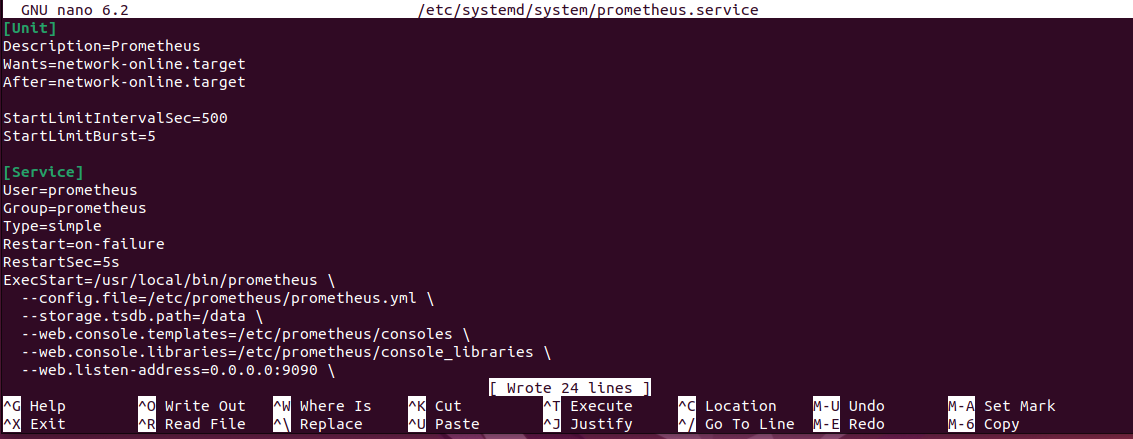 GNU nano 6.2 /etc/systemd/system/prometheus.service
[Unit]
Description=Prometheus
Wants=network-online.target
After=network-online.target
StartLimitIntervalSec=500
StartLimitBurst=5
[Service]
User=prometheus
Group=prometheus
Type=simple
Restart=on-failure
RestartSec=5s
ExecStart=/usr/local/bin/prometheus \
  --config.file=/etc/prometheus/prometheus.yml \
  --storage.tsdb.path=/data \
  --web.console.templates=/etc/prometheus/consoles \
  --web.console.libraries=/etc/prometheus/console_libraries \
  --web.listen-address=0.0.0.0:9090 \
[ Wrote 24 lines ]
^G Help ^O Write Out ^W Where Is ^K Cut ^T Execute ^C Location M-U Undo M-A Set Mark
^X Exit ^R Read File ^\ Replace ^U Paste ^J Justify ^/ Go To Line M-E Redo M-6 Copy